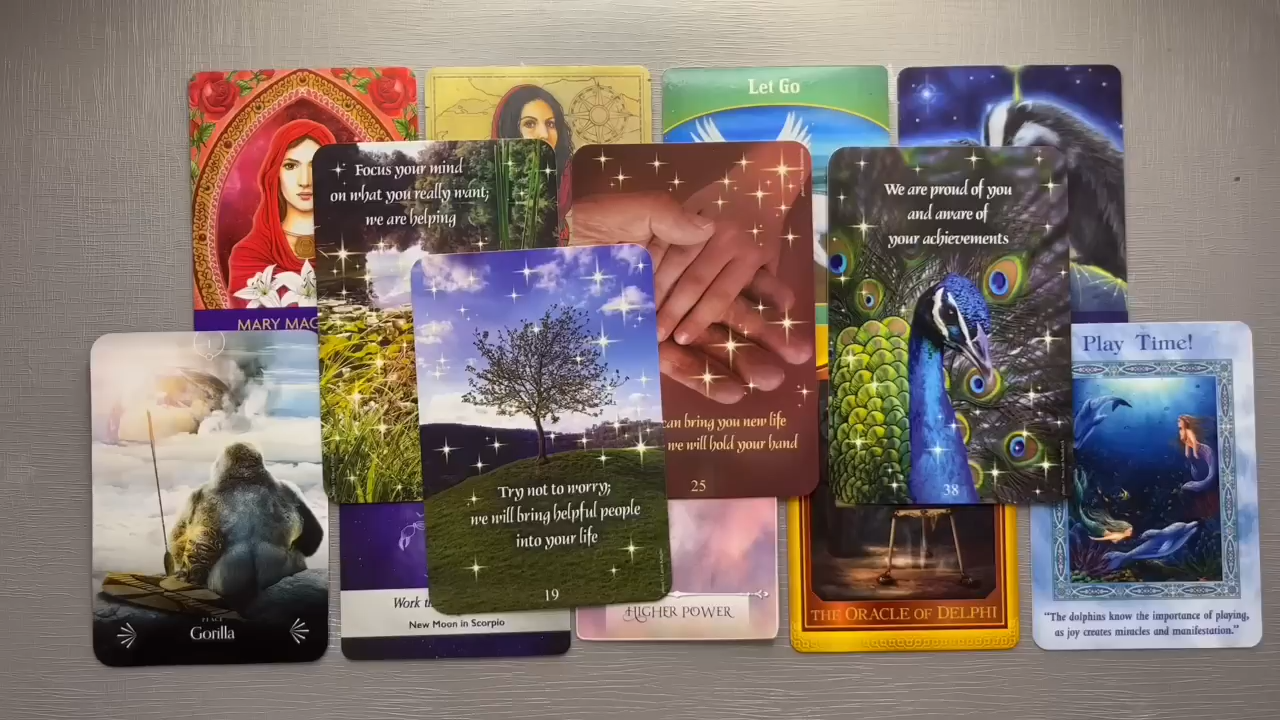 Let Go
Focus your mind
on what you really want;
we are helping
We are proud of you
and aware of
your achievements
MARY MAG
Play Time!
can bring you new life
we will hold your hand
25
38
Try not to worry;
we will bring helpful people
into your life
19
1
PEACE
Gorilla
Work
New Moon in Scorpio
HIGHER POWER
THE ORACLE OF DELPHI
"The dolphins know the importance of playing,
as joy creates miracles and manifestation."